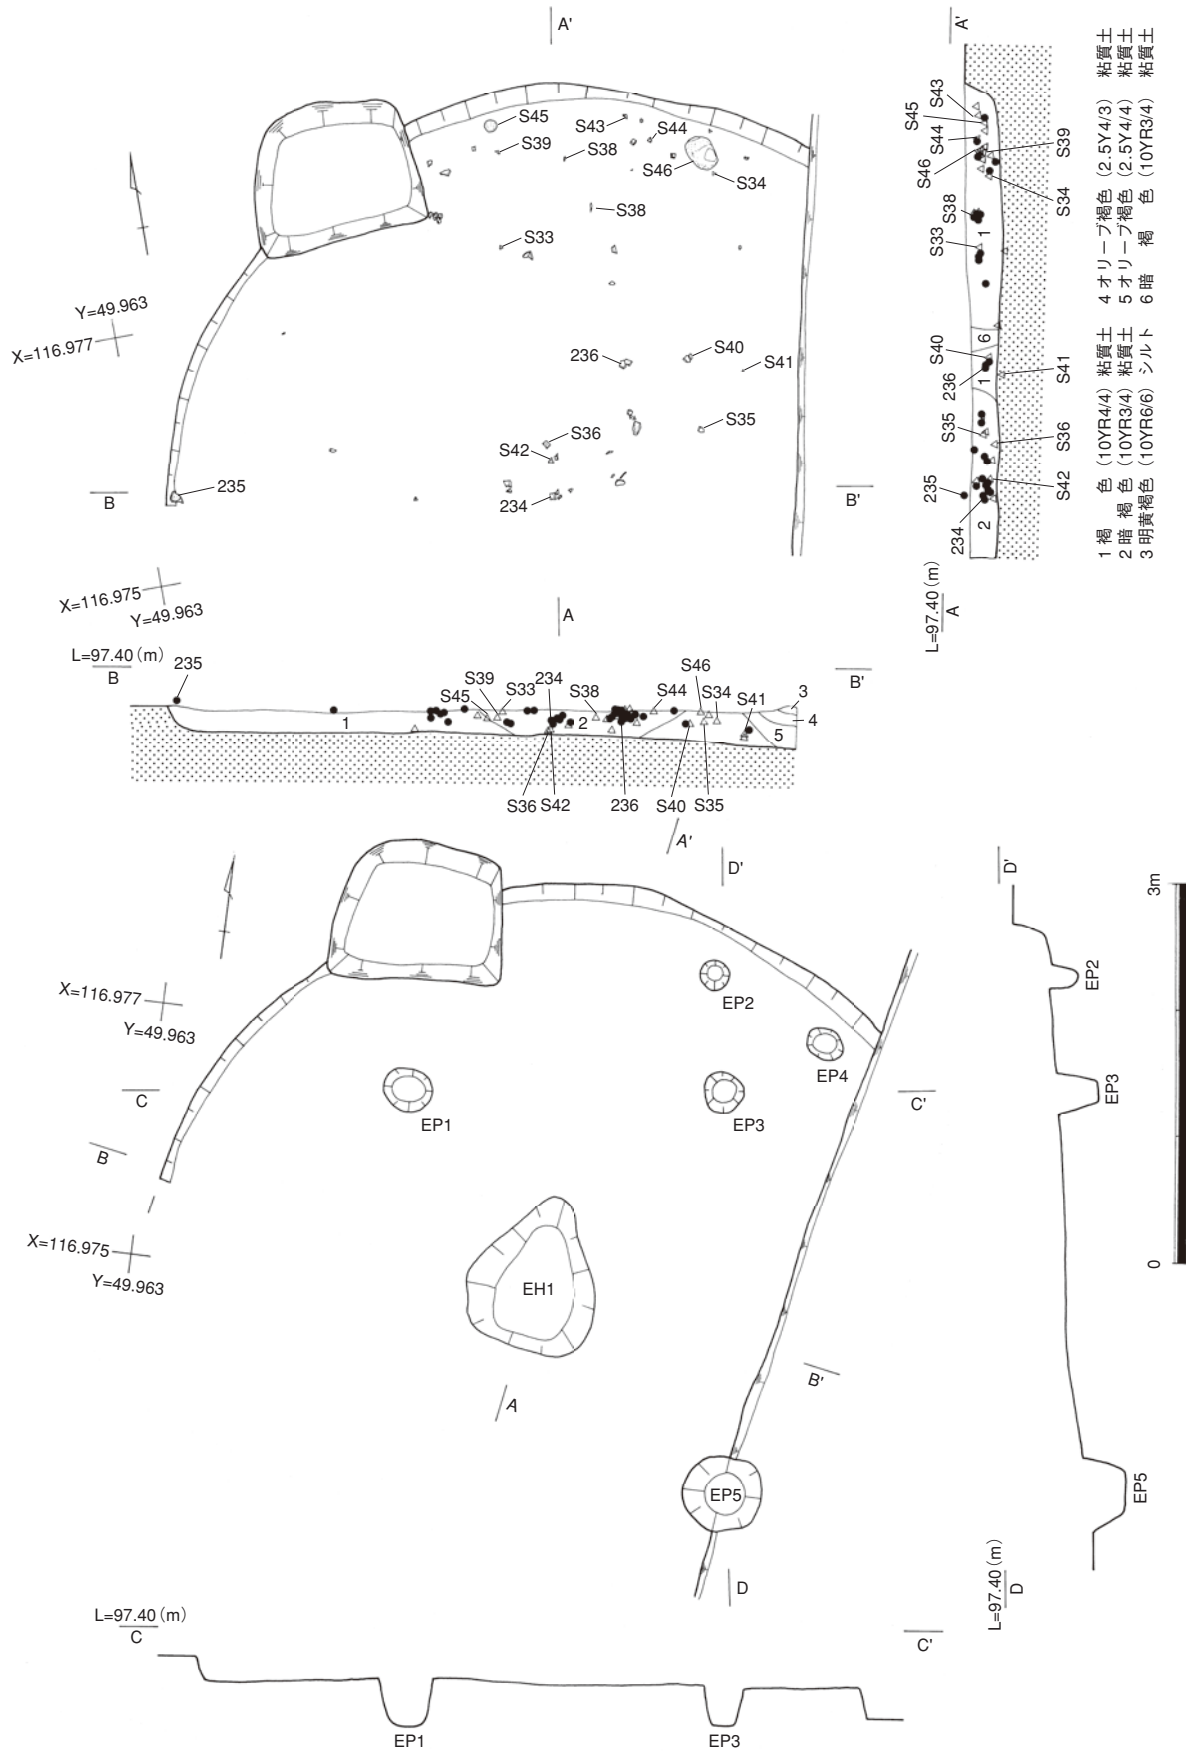 A'
S45
S43
S44
S39
S38
S46
S34
S38
S33
Y=49.963
X=116.977
236
S40
S41
S35
S36
S42
235
234
B
B'
X=116.975
Y=49.963
A
A'
S43
S45
S44
S39
S46
S34
S38
1
S33
6
S40
S41
236
1
S35
S36
S42
235
234
2
L=97.40(m)
A
1 褐 色 (10YR4/4) 粘質土
2 暗 褐 色 (10YR3/4) 粘質土
3 明黄褐色 (10YR6/6) シルト
4 オリーブ褐色 (2.5Y4/3) 粘質土
5 オリーブ褐色 (2.5Y4/4) 粘質土
6 暗 褐 色 (10YR3/4) 粘質土
L=97.40(m)
B
B'
235
S46
S39
S33
234
S45
S38
S44
S34
S41
3
4
1
2
5
S36
S42
236
S40
S35
A'
D'
EP2
X=116.977
Y=49.963
EP4
C
C'
EP1
EP3
B
X=116.975
Y=49.963
EH1
B'
A
EP5
D
D'
EP2
EP3
EP5
L=97.40(m)
D
3m
0
L=97.40(m)
C
C'
EP1
EP3